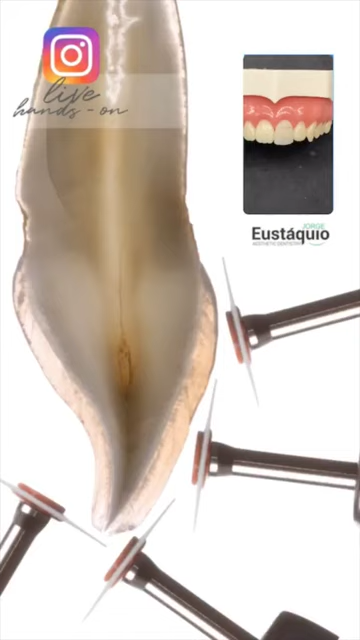 live
hands-on
JORGE
Eustáquio
AESTHETIC DENTISTRY